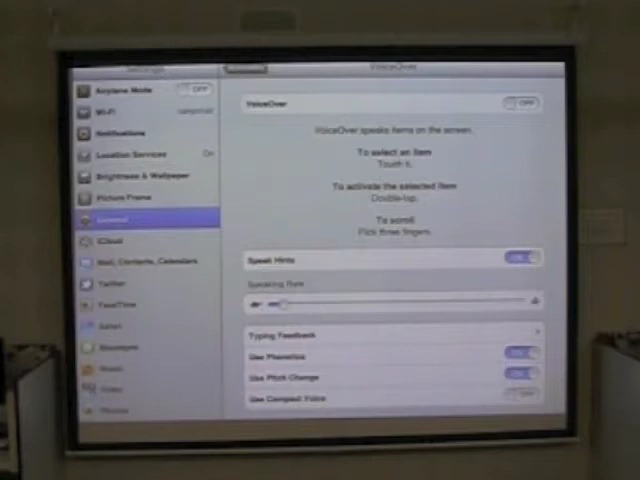 Settings
VoiceOver
Airplane Mode
OFF
Wi-Fi
Notifications
Location Services
On
Brightness & Wallpaper
Picture Frame
General
iCloud
Mail, Contacts, Calendars
Twitter
FaceTime
Safari
Messages
Music
Video
Photos
VoiceOver
OFF
VoiceOver speaks items on the screen.
To select an item
Touch it.
To activate the selected item
Double-tap.
To scroll
Flick three fingers.
Speak Hints
ON
Speaking Rate
Typing Feedback
Use Phonetics
ON
Use Pitch Change
ON
Use Compact Voice
OFF